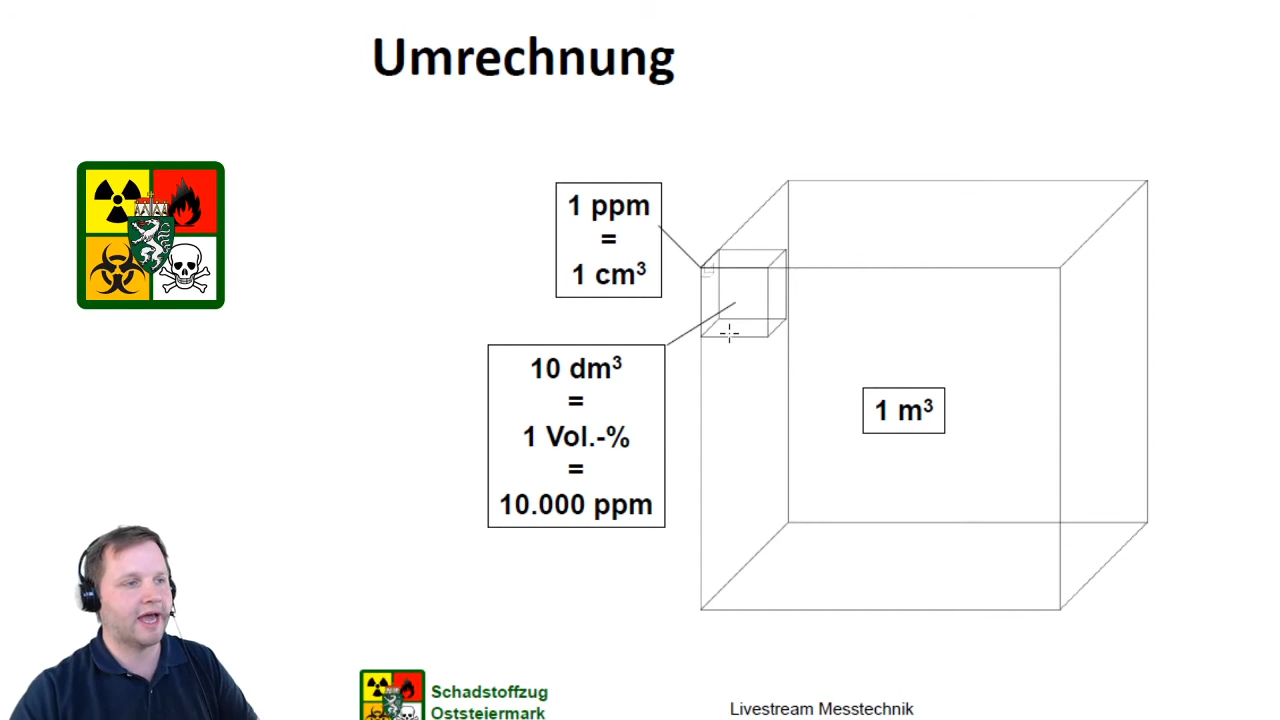 Umrechnung
1 ppm
=
1 cm³
10 dm³
=
1 Vol.-%
=
10.000 ppm
1 m³
Schadstoffzug
Oststeiermark
Livestream Messtechnik